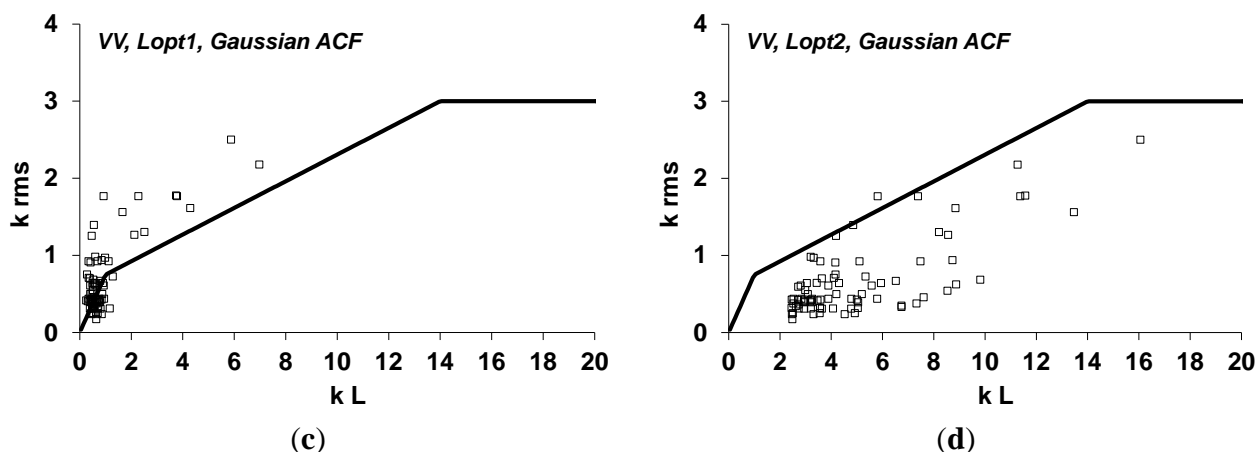 VV, Lopt1, Gaussian ACF
4
3
2
1
0
k rms
0 2 4 6 8 10 12 14 16 18 20
k L
(c)
VV, Lopt2, Gaussian ACF
4
3
2
1
0
k rms
0 2 4 6 8 10 12 14 16 18 20
k L
(d)